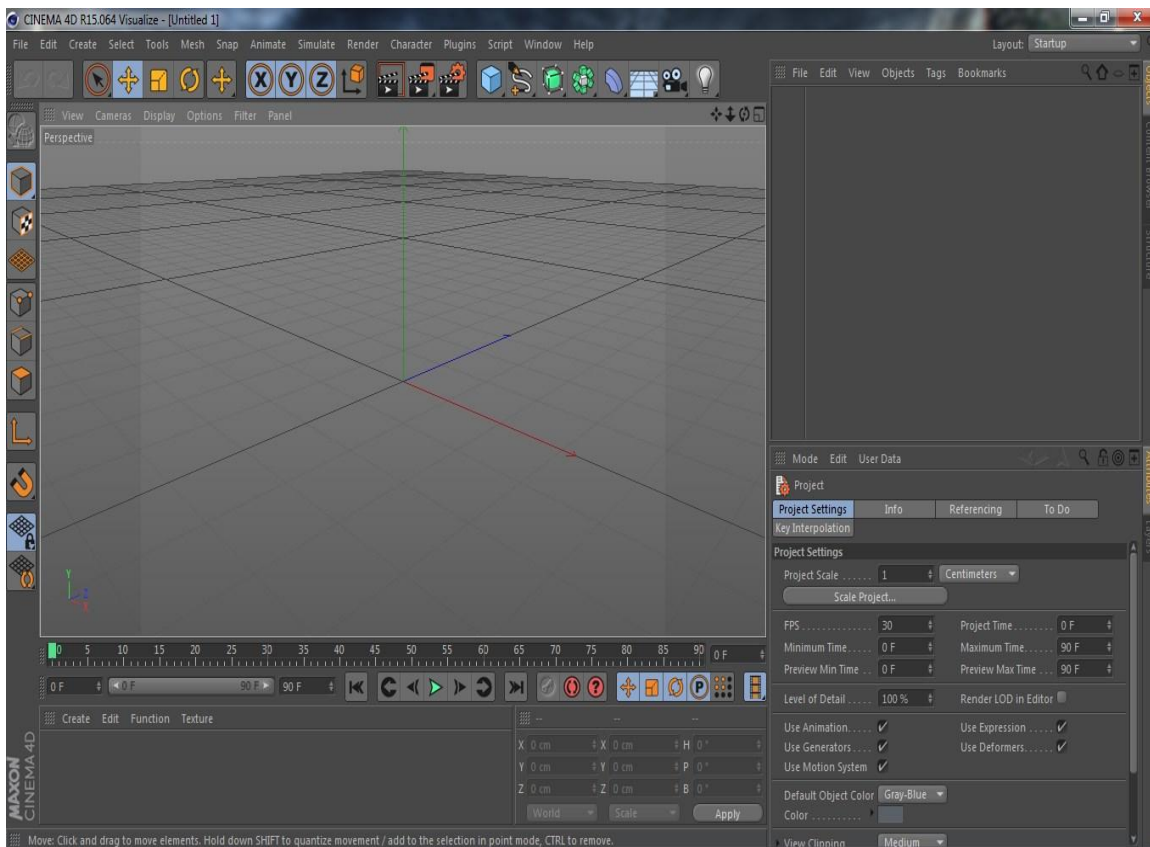 CINEMA 4D R15.064 Visualize - [Untitled 1]
File Edit Create Select Tools Mesh Snap Animate Simulate Render Character Plugins Script Window Help
Layout: Startup
X Y Z
File Edit View Objects Tags Bookmarks
Objects
Structure
View Cameras Display Options Filter Panel
Perspective
Y
Z
X
Mode Edit User Data
Attributes
Layers
Project
Project Settings Info Referencing To Do
Key Interpolation
Project Settings
Project Scale ...... 1 Centimeters
Scale Project...
FPS .............. 30 Project Time ....... 0 F
Minimum Time ..... 0 F Maximum Time ..... 90 F
Preview Min Time .. 0 F Preview Max Time ... 90 F
Level of Detail ..... 100 % Render LOD in Editor
Use Animation ..... Use Expression .....
Use Generators .... Use Deformers ......
Use Motion System
Default Object Color Gray-Blue
Color ..........
View Clipping Medium
0 5 10 15 20 25 30 35 40 45 50 55 60 65 70 75 80 85 90 0 F
0 F 0 F 90 F 90 F
? P
Create Edit Function Texture
-- -- --
X 0 cm X 0 cm H 0 °
Y 0 cm Y 0 cm P 0 °
Z 0 cm Z 0 cm B 0 °
World Scale Apply
MAXON
CINEMA 4D
Move: Click and drag to move elements. Hold down SHIFT to quantize movement / add to the selection in point mode, CTRL to remove.